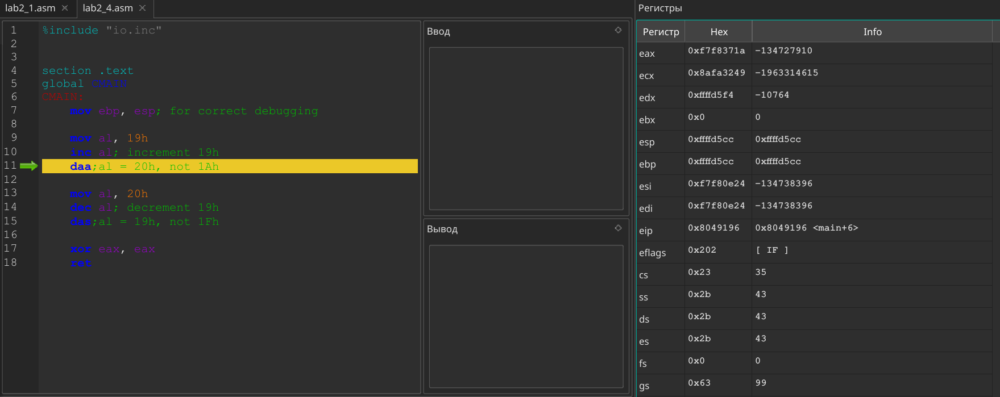 lab2_1.asm × lab2_4.asm ×
1 %include "io.inc"
2
3
4 section .text
5 global CMAIN
6 CMAIN:
7 mov ebp, esp; for correct debugging
8
9 mov al, 19h
10 inc al; increment 19h
11 daa;al = 20h, not 1Ah
12
13 mov al, 20h
14 dec al; decrement 19h
15 das;al = 19h, not 1Fh
16
17 xor eax, eax
18 ret
Ввод
Вывод
Регистры
Регистр Hex Info
eax 0xf7f8371a -134727910
ecx 0x8afa3249 -1963314615
edx 0xffffd5f4 -10764
ebx 0x0 0
esp 0xffffd5cc 0xffffd5cc
ebp 0xffffd5cc 0xffffd5cc
esi 0xf7f80e24 -134738396
edi 0xf7f80e24 -134738396
eip 0x8049196 0x8049196 <main+6>
eflags 0x202 [ IF ]
cs 0x23 35
ss 0x2b 43
ds 0x2b 43
es 0x2b 43
fs 0x0 0
gs 0x63 99